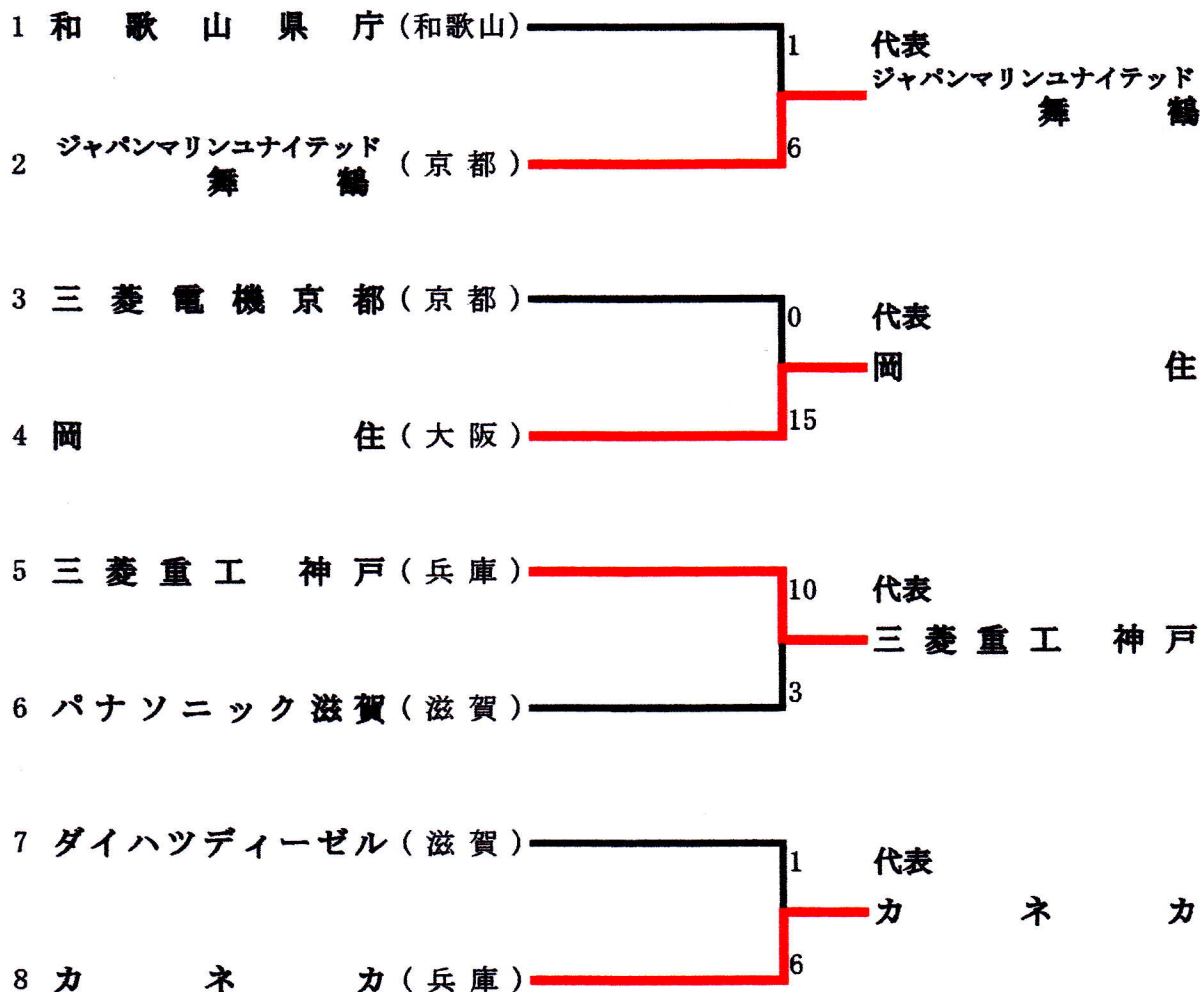 1 和歌山県庁(和歌山)
1 代表
ジャパンマリンユナイテッド
舞鶴
2 ジャパンマリンユナイテッド
舞鶴(京都)
6
3 三菱電機京都(京都)
0 代表
岡住
4 岡住(大阪)
15
5 三菱重工 神戸(兵庫)
10 代表
三菱重工 神戸
6 パナソニック滋賀(滋賀)
3
7 ダイハツディーゼル(滋賀)
1 代表
カネカ
8 カネカ(兵庫)
6